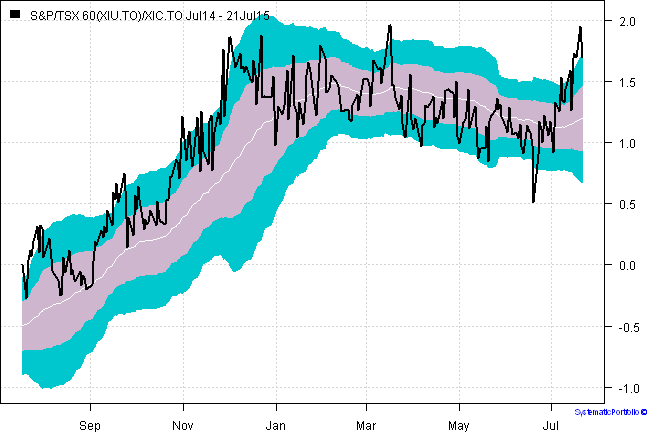 S&P/TSX 60(XIU.TO)/XIC.TO Jul14 - 21Jul15
2.0
1.5
1.0
0.5
0.0
-0.5
-1.0
Sep Nov Jan Mar May Jul
SystematicPortfolio ©